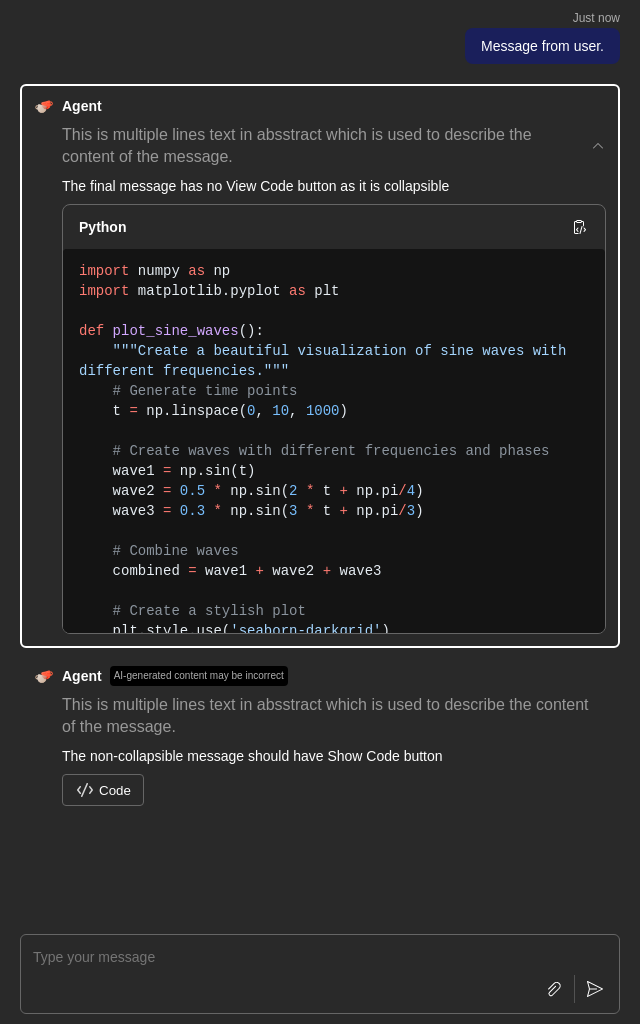 Just now
Message from user.
Agent
This is multiple lines text in absstract which is used to describe the
content of the message.
The final message has no View Code button as it is collapsible
Python
import numpy as np
import matplotlib.pyplot as plt
def plot_sine_waves():
"""Create a beautiful visualization of sine waves with
different frequencies."""
# Generate time points
t = np.linspace(0, 10, 1000)
# Create waves with different frequencies and phases
wave1 = np.sin(t)
wave2 = 0.5 * np.sin(2 * t + np.pi/4)
wave3 = 0.3 * np.sin(3 * t + np.pi/3)
# Combine waves
combined = wave1 + wave2 + wave3
# Create a stylish plot
plt.style.use('seaborn-darkgrid')
Agent AI-generated content may be incorrect
This is multiple lines text in absstract which is used to describe the content
of the message.
The non-collapsible message should have Show Code button
Code
Type your message